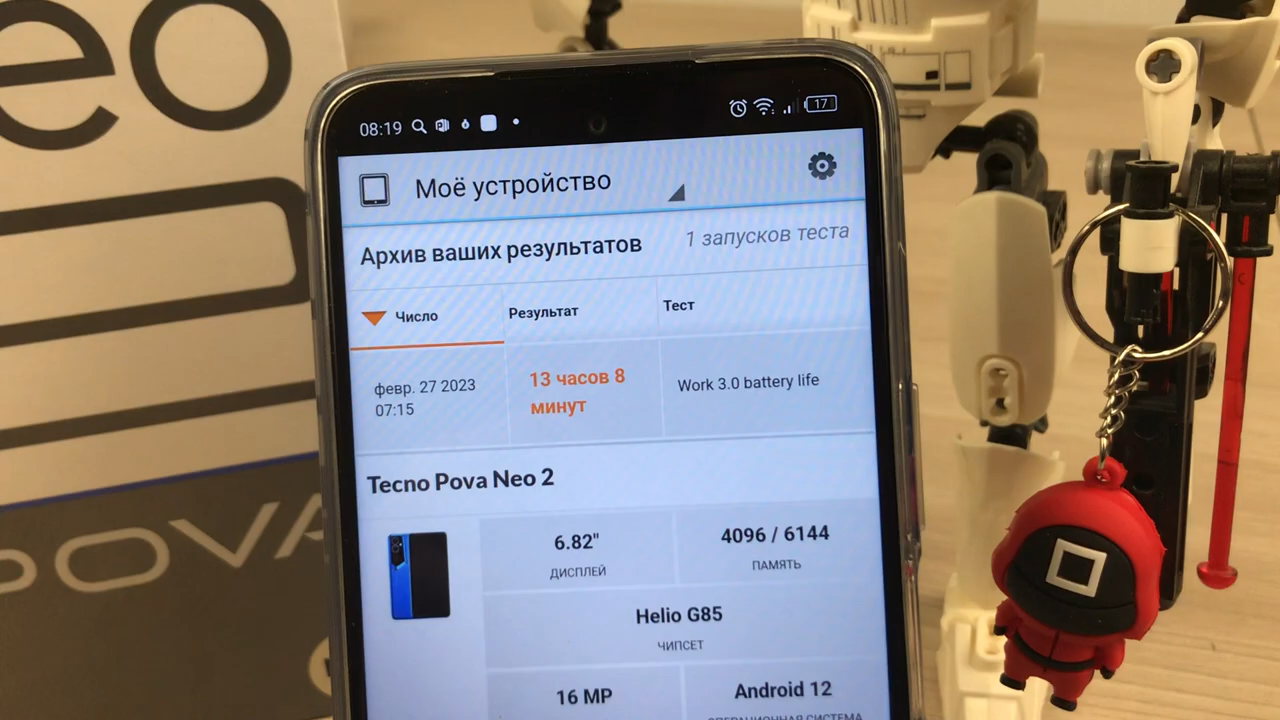 eo
POVA
08:19
17
Моё устройство
Архив ваших результатов
1 запусков теста
Число
Результат
Тест
февр. 27 2023
07:15
13 часов 8
минут
Work 3.0 battery life
Tecno Pova Neo 2
6.82"
ДИСПЛЕЙ
4096 / 6144
ПАМЯТЬ
Helio G85
ЧИПСЕТ
16 MP
Android 12
ОПЕРАЦИОННАЯ СИСТЕМА